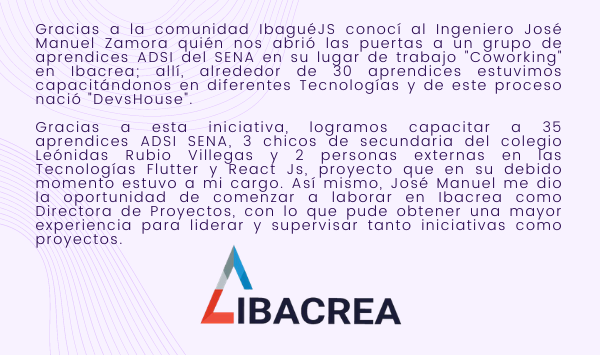 Gracias a la comunidad IbaguéJS conocí al Ingeniero José
Manuel Zamora quién nos abrió las puertas a un grupo de
aprendices ADSI del SENA en su lugar de trabajo "Coworking"
en Ibacrea; allí, alrededor de 30 aprendices estuvimos
capacitándonos en diferentes Tecnologías y de este proceso
nació "DevsHouse".

Gracias a esta iniciativa, logramos capacitar a 35
aprendices ADSI SENA, 3 chicos de secundaria del colegio
Leónidas Rubio Villegas y 2 personas externas en las
Tecnologías Flutter y React Js, proyecto que en su debido
momento estuvo a mi cargo. Así mismo, José Manuel me dio
la oportunidad de comenzar a laborar en Ibacrea como
Directora de Proyectos, con lo que pude obtener una mayor
experiencia para liderar y supervisar tanto iniciativas como
proyectos.
IBACREA